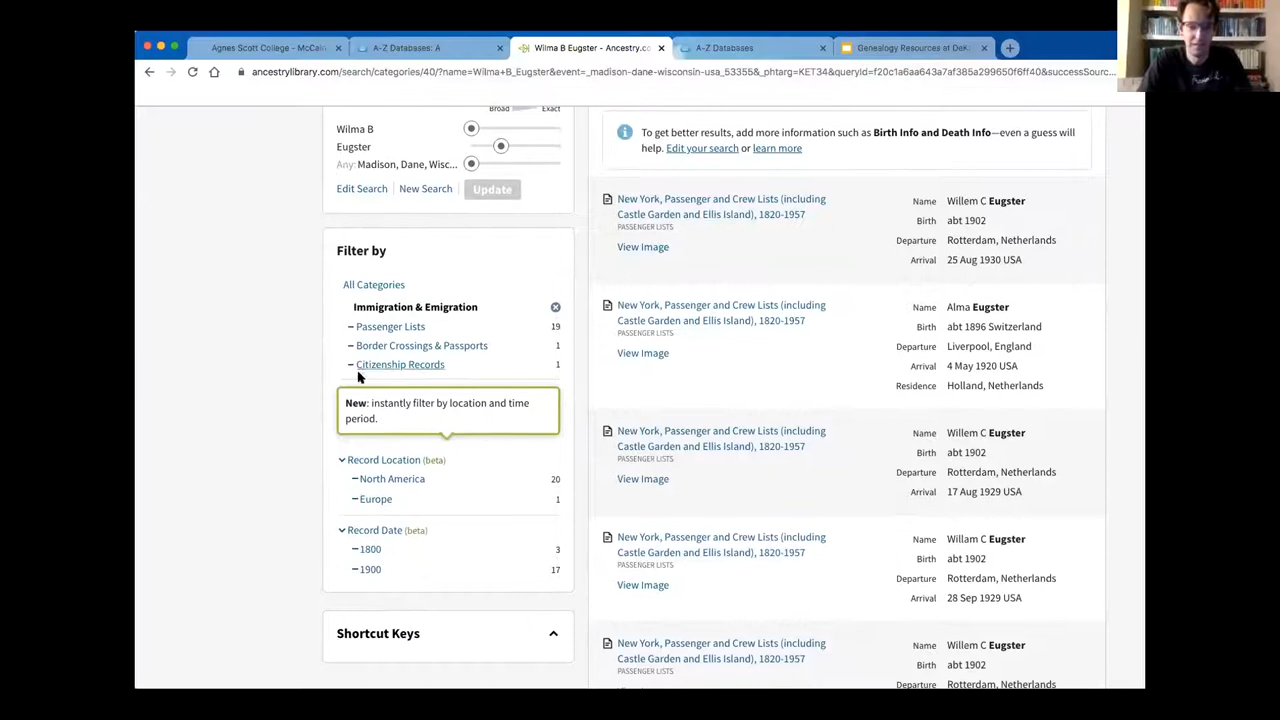 Agnes Scott College - McCain
A-Z Databases: A
Wilma B Eugster - Ancestry.co
A-Z Databases
Genealogy Resources at DeK
ancestrylibrary.com/search/categories/40/?name=Wilma+B_Eugster&event=_madison-dane-wisconsin-usa_53355&_phtarg=KET34&queryId=f20c1a6aa643a7af385a299650f6ff40&successSourc...
Broad Exact
Wilma B
Eugster
Any: Madison, Dane, Wisc...
Edit Search New Search Update
Filter by
All Categories
Immigration & Emigration
Passenger Lists 19
Border Crossings & Passports 1
Citizenship Records 1
New: instantly filter by location and time
period.
Record Location (beta)
North America 20
Europe 1
Record Date (beta)
1800 3
1900 17
Shortcut Keys
To get better results, add more information such as Birth Info and Death Info—even a guess will
help. Edit your search or learn more
New York, Passenger and Crew Lists (including
Castle Garden and Ellis Island), 1820-1957
PASSENGER LISTS
View Image
Name Willem C Eugster
Birth abt 1902
Departure Rotterdam, Netherlands
Arrival 25 Aug 1930 USA
New York, Passenger and Crew Lists (including
Castle Garden and Ellis Island), 1820-1957
PASSENGER LISTS
View Image
Name Alma Eugster
Birth abt 1896 Switzerland
Departure Liverpool, England
Arrival 4 May 1920 USA
Residence Holland, Netherlands
New York, Passenger and Crew Lists (including
Castle Garden and Ellis Island), 1820-1957
PASSENGER LISTS
View Image
Name Willem C Eugster
Birth abt 1902
Departure Rotterdam, Netherlands
Arrival 17 Aug 1929 USA
New York, Passenger and Crew Lists (including
Castle Garden and Ellis Island), 1820-1957
PASSENGER LISTS
View Image
Name Willam C Eugster
Birth abt 1902
Departure Rotterdam, Netherlands
Arrival 28 Sep 1929 USA
New York, Passenger and Crew Lists (including
Castle Garden and Ellis Island), 1820-1957
Name Willem C Eugster
Birth abt 1902
Departure Rotterdam, Netherlands